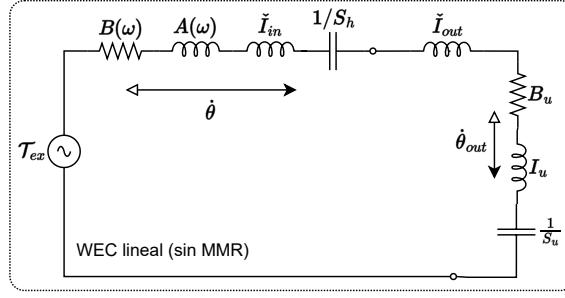 B(ω) A(ω) Ǐ_in 1/S_h Ǐ_out
B_u
θ̇
θ̇_out
𝒯_ex
I_u
1/S_u
WEC lineal (sin MMR)